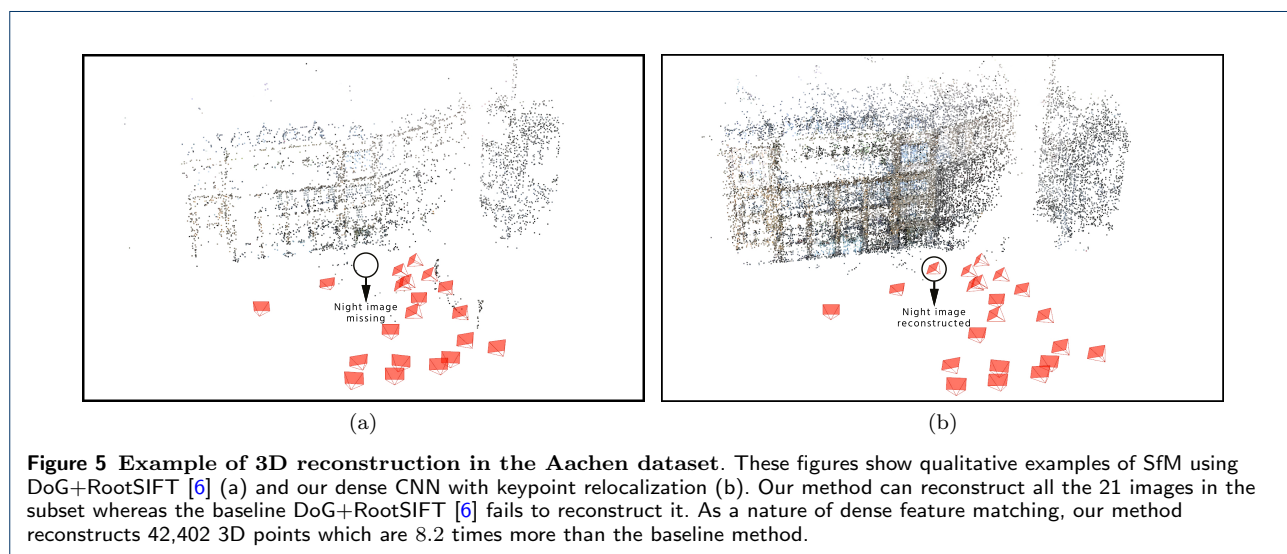 Night image
missing
Night image
reconstructed
(a)
(b)
Figure 5 Example of 3D reconstruction in the Aachen dataset. These figures show qualitative examples of SfM using
DoG+RootSIFT [6] (a) and our dense CNN with keypoint relocalization (b). Our method can reconstruct all the 21 images in the
subset whereas the baseline DoG+RootSIFT [6] fails to reconstruct it. As a nature of dense feature matching, our method
reconstructs 42,402 3D points which are 8.2 times more than the baseline method.